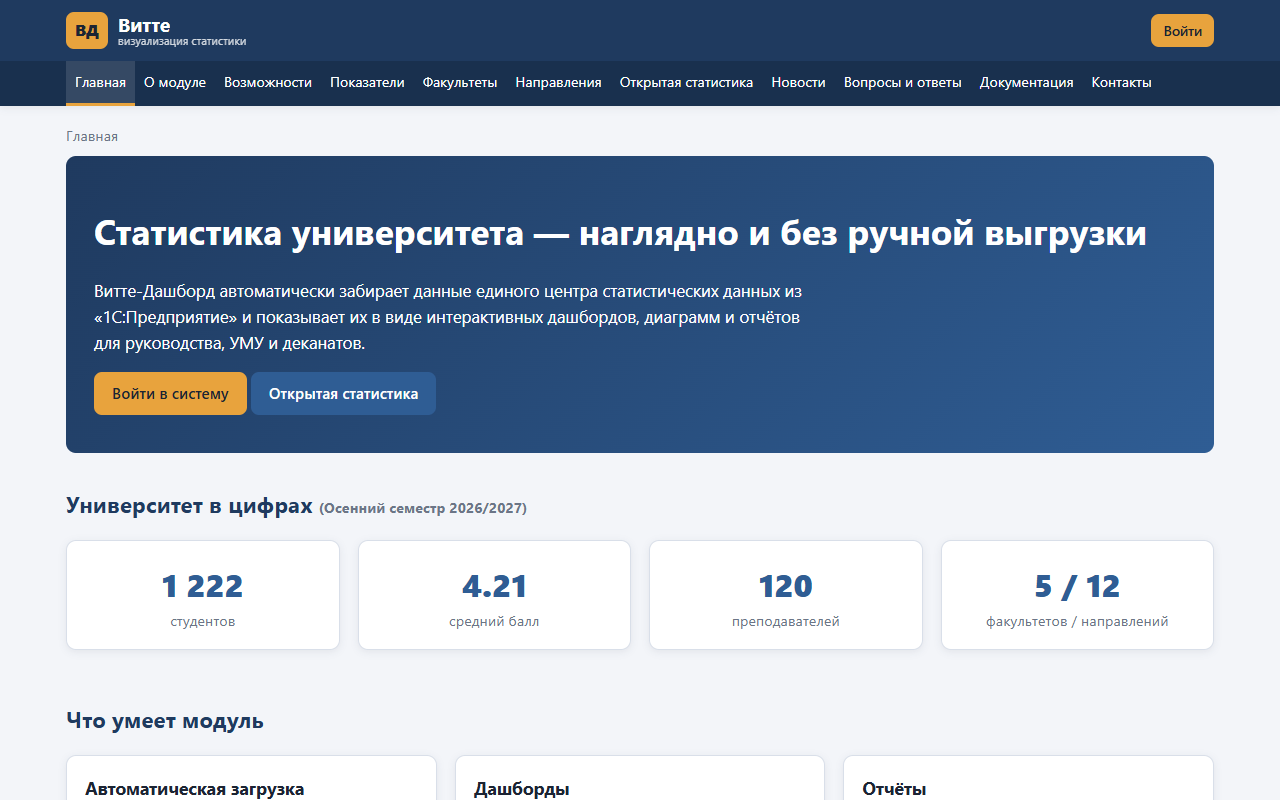 ВД
Витте
визуализация статистики
Войти
Главная О модуле Возможности Показатели Факультеты Направления Открытая статистика Новости Вопросы и ответы Документация Контакты
Главная
Статистика университета — наглядно и без ручной выгрузки
Витте-Дашборд автоматически забирает данные единого центра статистических данных из
«1С:Предприятие» и показывает их в виде интерактивных дашбордов, диаграмм и отчётов
для руководства, УМУ и деканатов.
Войти в систему Открытая статистика
Университет в цифрах (Осенний семестр 2026/2027)
1 222
студентов
4.21
средний балл
120
преподавателей
5 / 12
факультетов / направлений
Что умеет модуль
Автоматическая загрузка
Дашборды
Отчёты